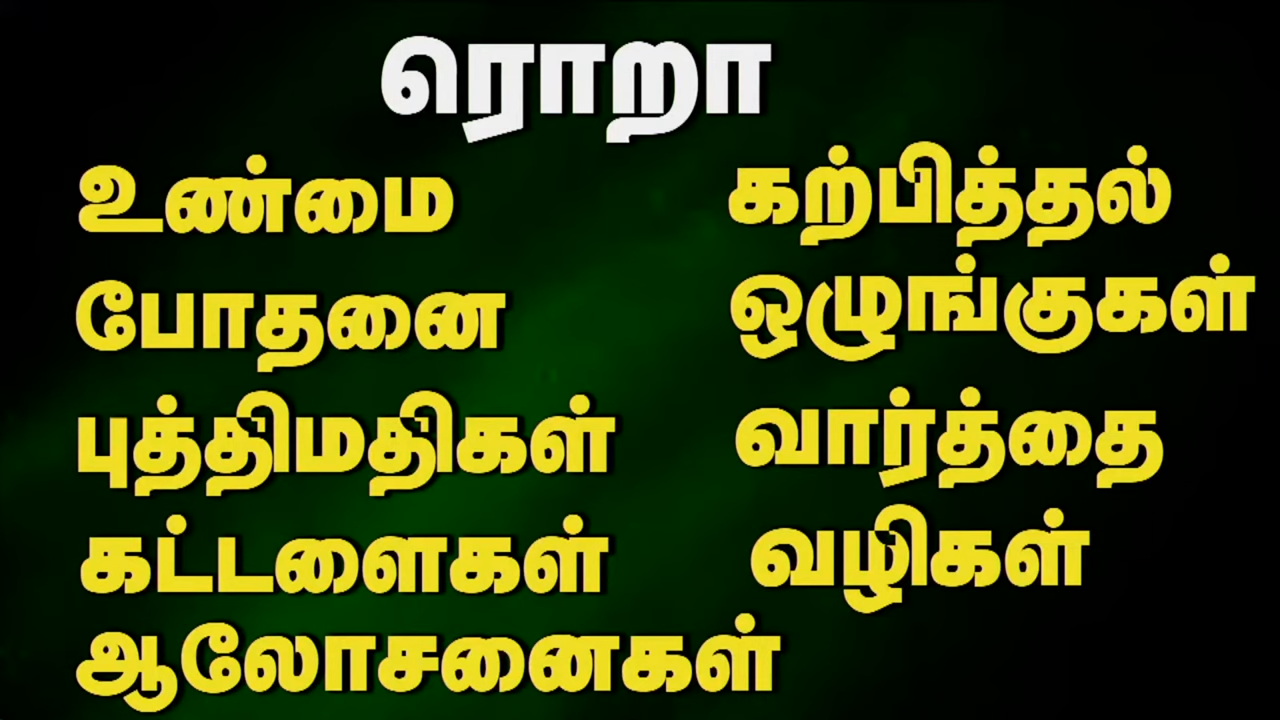 ரொறா
உண்மை
போதனை
புத்திமதிகள்
கட்டளைகள்
ஆலோசனைகள்
கற்பித்தல்
ஒழுங்குகள்
வார்த்தை
வழிகள்